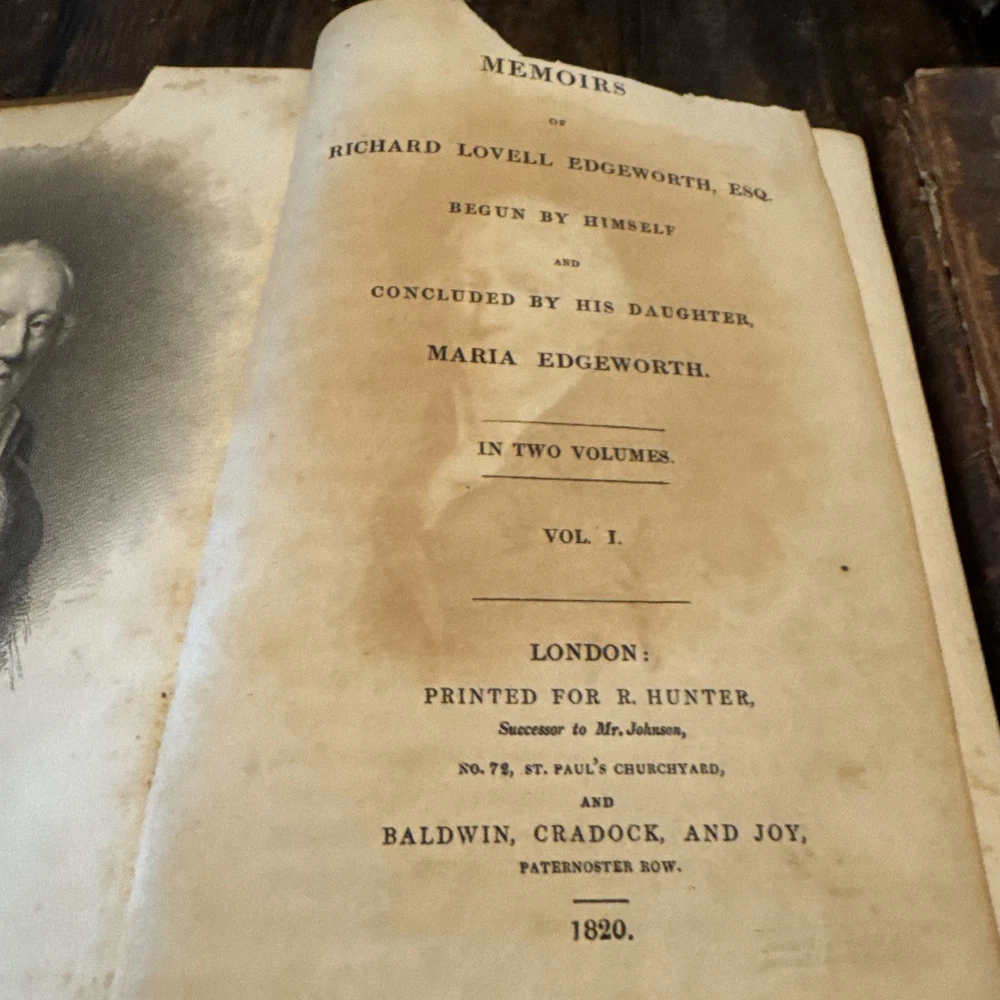 MEMOIRS
OF
RICHARD LOVELL EDGEWORTH, ESQ.
BEGUN BY HIMSELF
AND
CONCLUDED BY HIS DAUGHTER,
MARIA EDGEWORTH.
IN TWO VOLUMES.
VOL. I.
LONDON:
PRINTED FOR R. HUNTER,
Successor to Mr. Johnson,
NO. 72, ST. PAUL'S CHURCHYARD,
AND
BALDWIN, CRADOCK, AND JOY,
PATERNOSTER ROW.
1820.